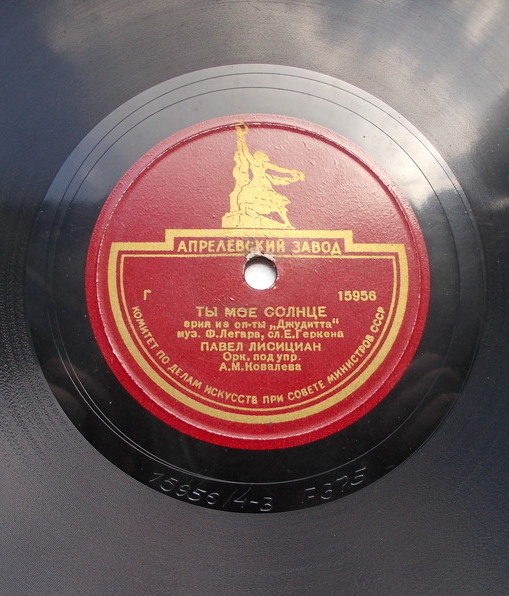 АПРЕЛЕВСКИЙ ЗАВОД
Г 15956
ТЫ МОЕ СОЛНЦЕ
ария из оп-ты „Джудитта“
муз. Ф.Легара, сл.Е.Геркена
ПАВЕЛ ЛИСИЦИАН
Орк. под упр.
А.М.Ковалева
КОМИТЕТ ПО ДЕЛАМ ИСКУССТВ ПРИ СОВЕТЕ МИНИСТРОВ СССР
15956/4-3 Г375